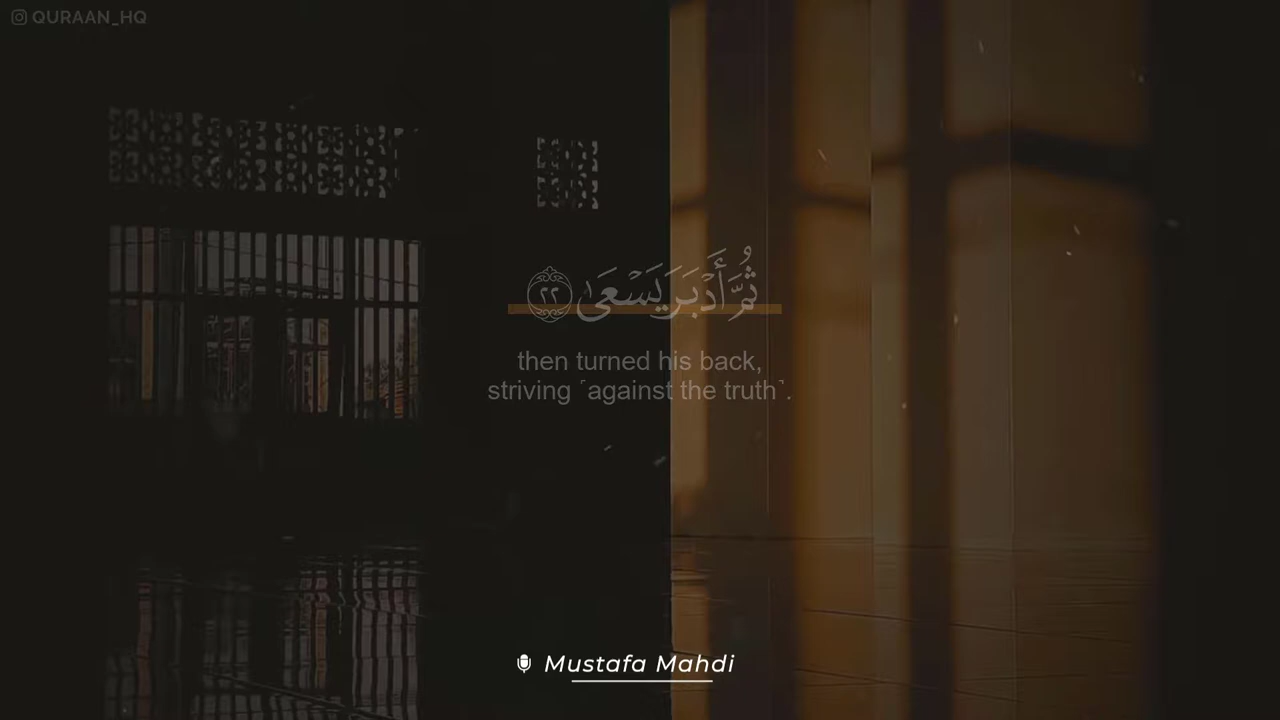 QURAAN_HQ
ثُمَّ أَدْبَرَ يَسْعَىٰ ٢٢
then turned his back,
striving ˹against the truth˺.
Mustafa Mahdi